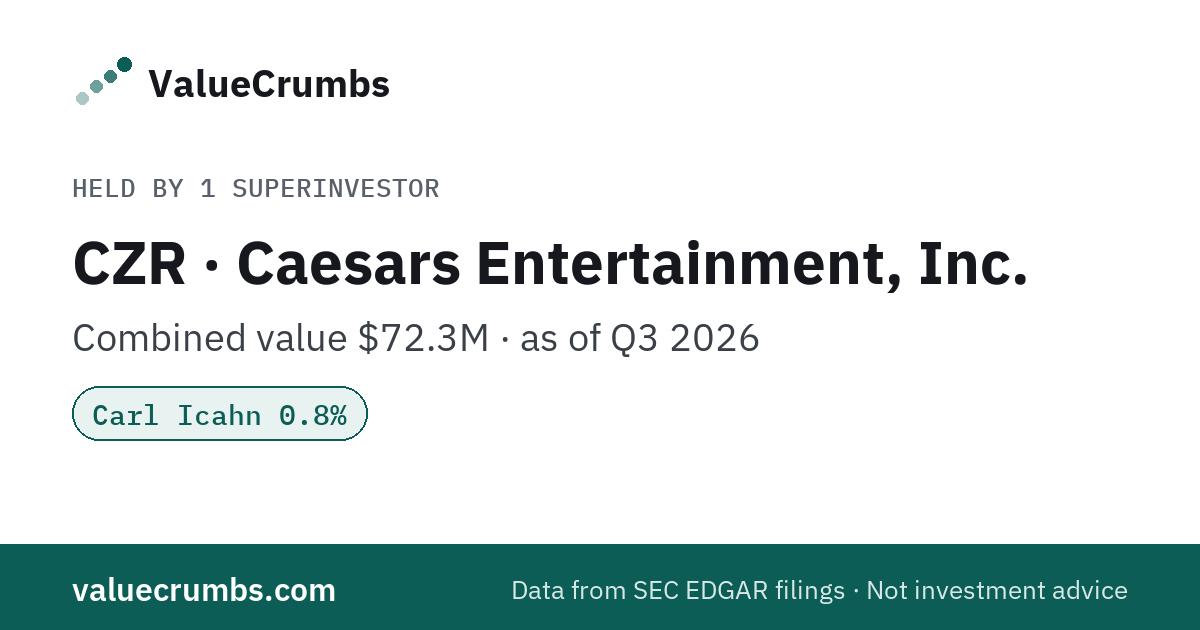 ValueCrumbs
HELD BY 1 SUPERINVESTOR
CZR · Caesars Entertainment, Inc.
Combined value $72.3M · as of Q3 2026
Carl Icahn 0.8%
valuecrumbs.com
Data from SEC EDGAR filings · Not investment advice